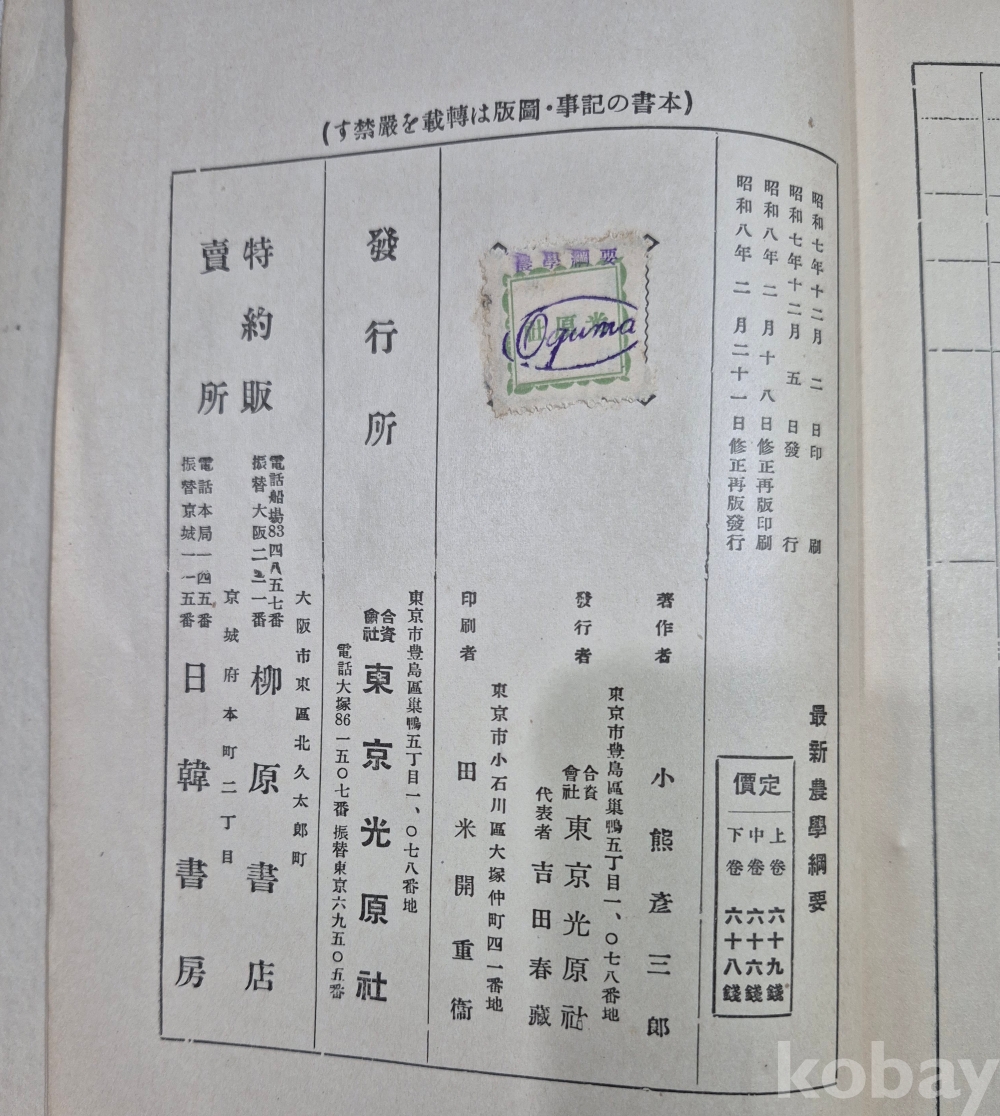 (本書の記事・圖版は轉載を嚴禁す)
昭和七年十二月二日印刷
昭和七年十二月五日發行
昭和八年二月十八日修正再版印刷
昭和八年二月二十一日修正再版發行
最新農學綱要
定價
上卷 六十九錢
中卷 六十六錢
下卷 六十八錢
農學綱要
光原社
Oguma
著作者 小熊彦三郎
發行者
東京市豊島區巢鴨五丁目一、〇七八番地
合資會社 東京光原社
代表者 吉田春藏
東京市小石川區大塚仲町四一番地
印刷者 田米開重衞
發行所
東京市豊島區巢鴨五丁目一、〇七八番地
合資會社 東京光原社
電話大塚86一五〇七番 振替東京六九五〇五番
特約販賣所
大阪市東區北久太郎町
電話船場83四八五七番
振替大阪二三一番
柳原書店
京城府本町二丁目
電話本局一四五番
振替京城一一五番
日韓書房
kobay